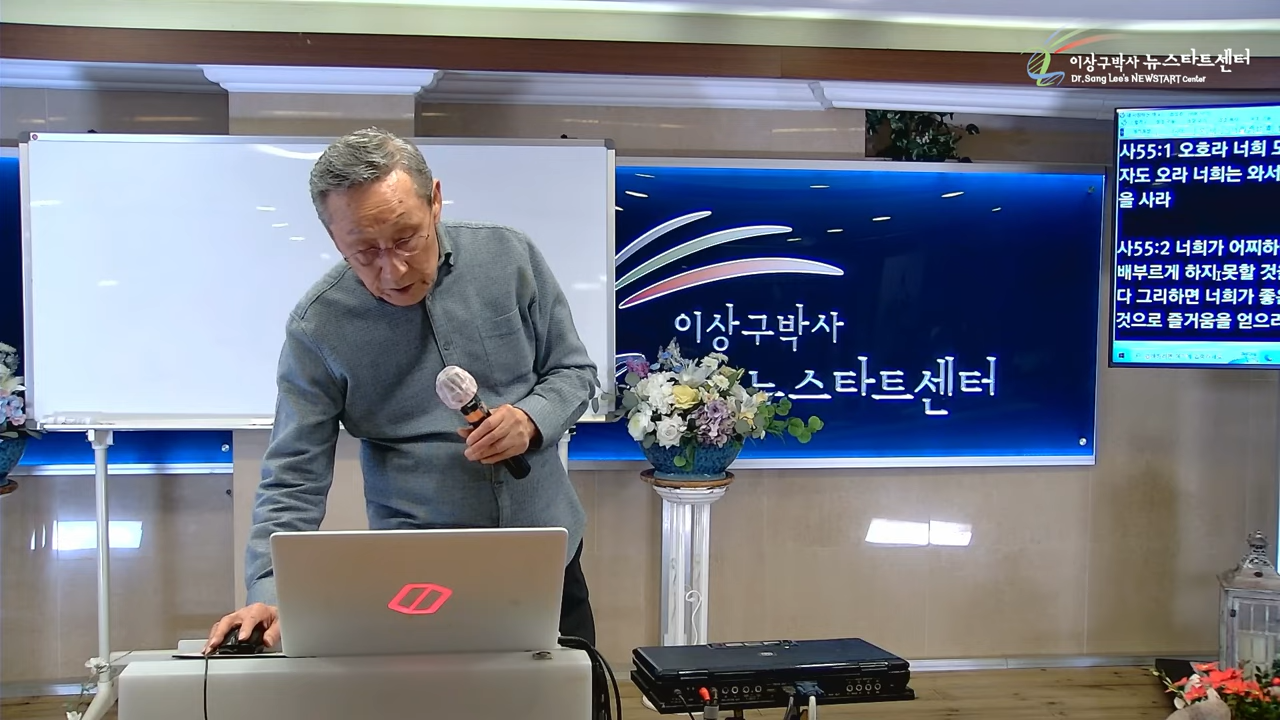 이상구박사 뉴스타트센터
Dr. Sang Lee's NEWSTART Center
사55:1 오호라 너희
자도 오라 너희는 와서
을 사라
사55:2 너희가 어찌하
배부르게 하지 못할 것
다 그리하면 너희가 좋
것으로 즐거움을 얻으리
이상구박사
뉴스타트센터